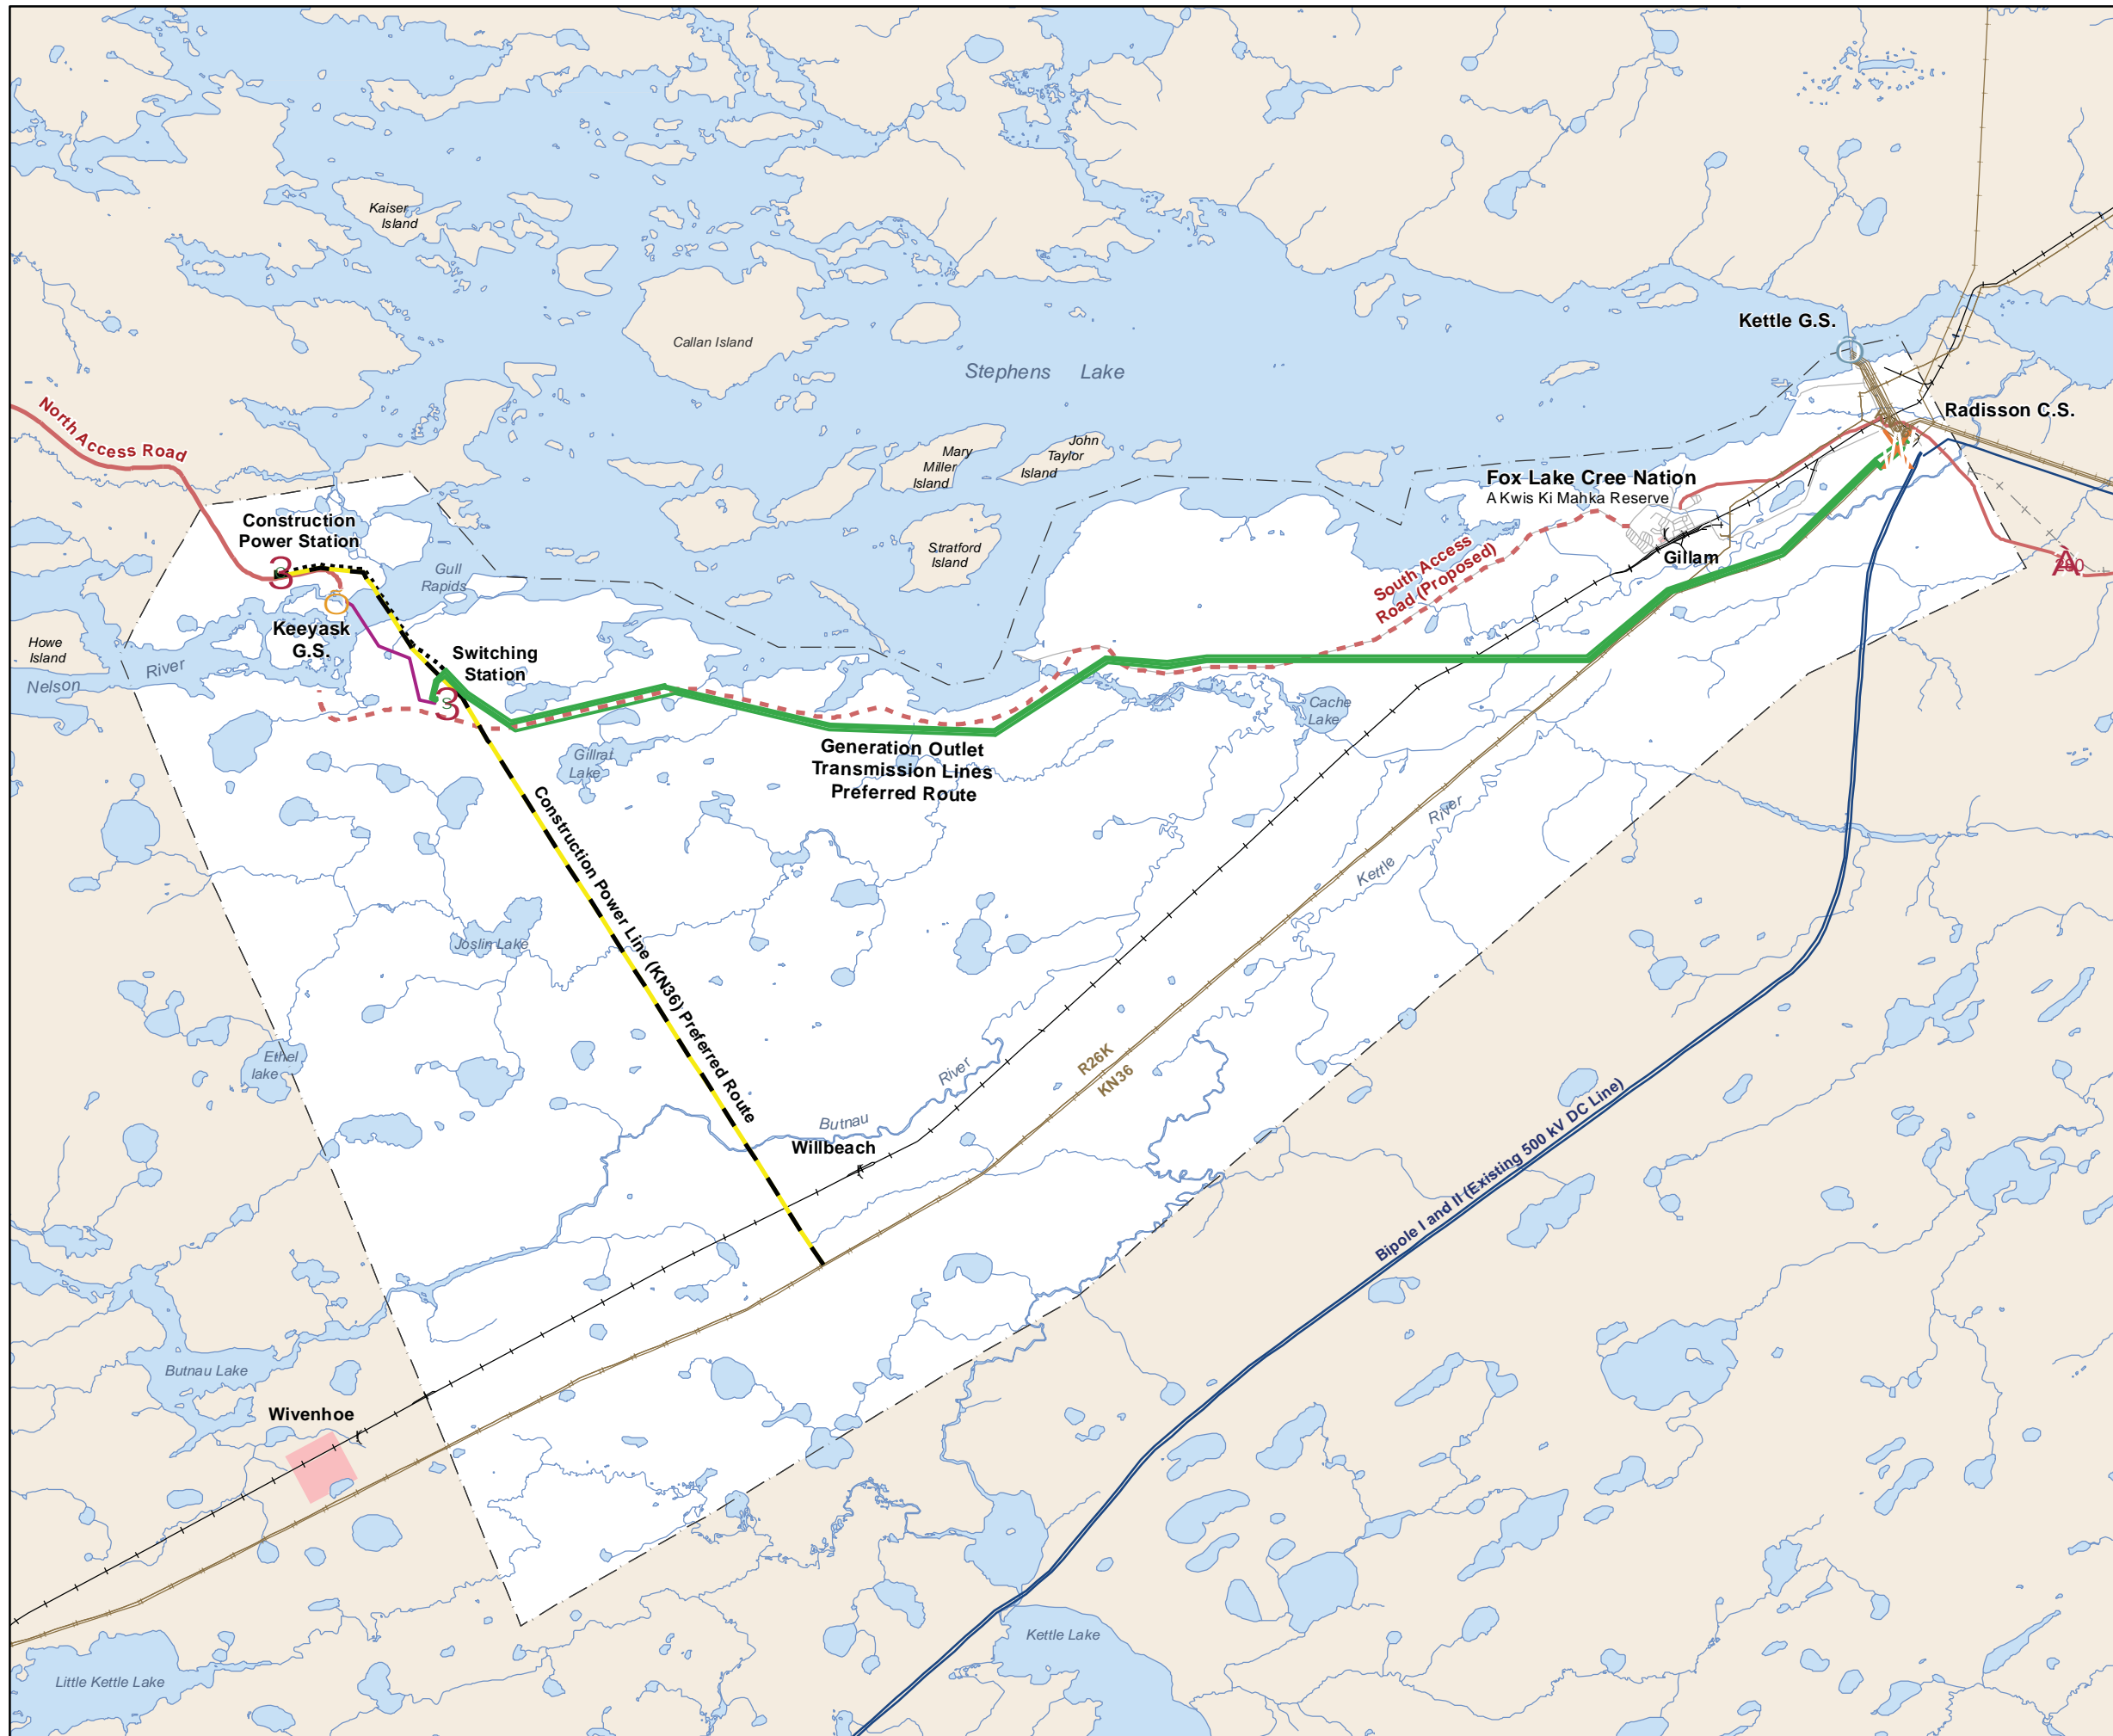 Kaiser
Island
Callan Island
Stephens Lake
Kettle G.S.
Radisson C.S.
North Access Road
Mary
Miller
Island
John
Taylor
Island
Fox Lake Cree Nation
A Kwis Ki Mahka Reserve
Construction
Power Station
3
Gull
Rapids
Stratford
Island
South Access
Road (Proposed)
Gillam
280
Keeyask
G.S.
Howe
Island
Nelson
River
Switching
Station
3
Cache
Lake
Gillrat
Lake
Generation Outlet
Transmission Lines
Preferred Route
Construction Power Line (KN36) Preferred Route
River
Kettle
Joslin Lake
Ethel
lake
R26K
KN36
River
Butnau
Willbeach
Bipole I and II (Existing 500 kV DC Line)
Butnau Lake
Wivenhoe
Kettle Lake
Little Kettle Lake